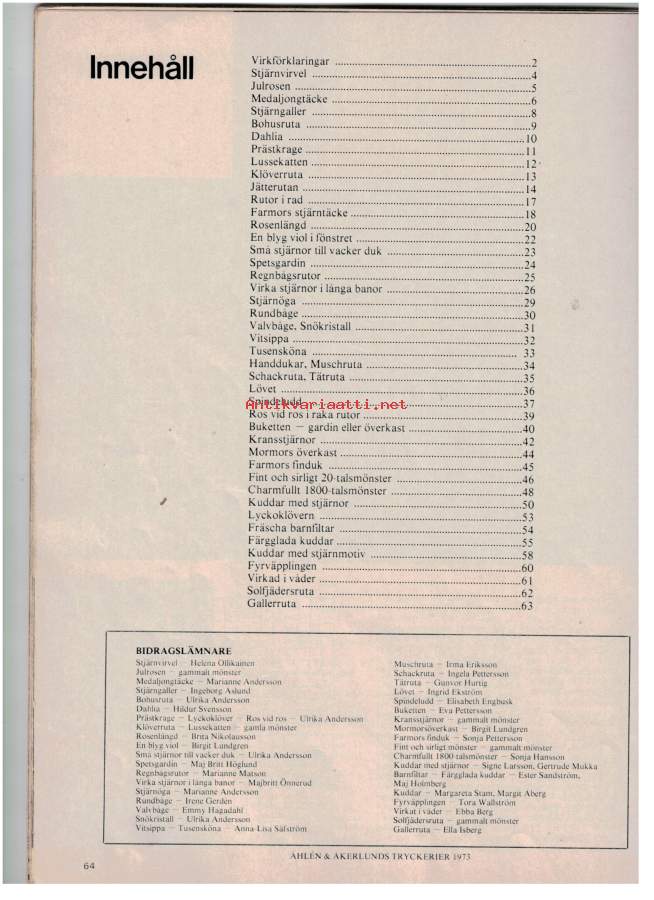 Innehåll
Virkförklaringar ........ 2
Stjärnvirvel ........ 4
Julrosen ........ 5
Medaljongtäcke ........ 6
Stjärngaller ........ 8
Bohusruta ........ 9
Dahlia ........ 10
Prästkrage ........ 11
Lussekatten ........ 12
Klöverruta ........ 13
Jätterutan ........ 14
Rutor i rad ........ 17
Farmors stjärntäcke ........ 18
Rosenlängd ........ 20
En blyg viol i fönstret ........ 22
Små stjärnor till vacker duk ........ 23
Spetsgardin ........ 24
Regnbågsrutor ........ 25
Virka stjärnor i långa banor ........ 26
Stjärnöga ........ 29
Rundbåge ........ 30
Valvbåge, Snökristall ........ 31
Vitsippa ........ 32
Tusensköna ........ 33
Handdukar, Muschruta ........ 34
Schackruta, Tätruta ........ 35
Lövet ........ 36
Spindeludd ........ 37
Antikvariaatti.net
Ros vid ros i raka rutor ........ 39
Buketten — gardin eller överkast ........ 40
Kransstjärnor ........ 42
Mormors överkast ........ 44
Farmors finduk ........ 45
Fint och sirligt 20-talsmönster ........ 46
Charmfullt 1800-talsmönster ........ 48
Kuddar med stjärnor ........ 50
Lyckoklövern ........ 53
Fräscha barnfiltar ........ 54
Färgglada kuddar ........ 55
Kuddar med stjärnmotiv ........ 58
Fyrväpplingen ........ 60
Virkad i våder ........ 61
Solfjädersruta ........ 62
Gallerruta ........ 63
BIDRAGSLÄMNARE
Stjärnvirvel — Helena Ollikainen
Julrosen — gammalt mönster
Medaljongtäcke — Marianne Andersson
Stjärngaller — Ingeborg Åslund
Bohusruta — Ulrika Andersson
Dahlia — Hildur Svensson
Prästkrage — Lyckoklöver — Ros vid ros — Ulrika Andersson
Klöverruta — Lussekatten — gamla mönster
Rosenlängd — Brita Nikolausson
En blyg viol — Birgit Lundgren
Små stjärnor till vacker duk — Ulrika Andersson
Spetsgardin — Maj Britt Höglund
Regnbågsrutor — Marianne Matson
Virka stjärnor i långa banor — Majbritt Önnerud
Stjärnöga — Marianne Andersson
Rundbåge — Irene Gerdén
Valvbåge — Emmy Hagadahl
Snökristall — Ulrika Andersson
Vitsippa — Tusensköna — Anna-Lisa Säfström
Muschruta — Irma Eriksson
Schackruta — Ingela Pettersson
Tätruta — Gunvor Hurtig
Lövet — Ingrid Ekström
Spindeludd — Elisabeth Engbusk
Buketten — Eva Pettersson
Kransstjärnor — gammalt mönster
Mormorsöverkast — Birgit Lundgren
Farmors finduk — Sonja Pettersson
Fint och sirligt mönster — gammalt mönster
Charmfullt 1800-talsmönster — Sonja Hansson
Kuddar med stjärnor — Signe Larsson, Gertrude Mukka
Barnfiltar — Färgglada kuddar — Ester Sandström,
Maj Holmberg
Kuddar — Margareta Stam, Margit Åberg
Fyrväpplingen — Tora Wallström
Virkat i våder — Ebba Berg
Solfjädersruta — gammalt mönster
Gallerruta — Ella Isberg
ÅHLÉN & ÅKERLUNDS TRYCKERIER 1973
64